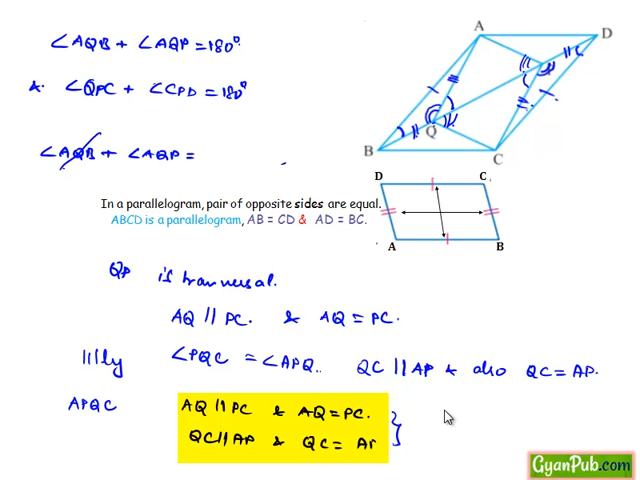 ∠AQB + ∠AQP = 180°
& ∠QPC + ∠CPD = 180°
∠AQB + ∠AQP =
A
D
B
Q
C
In a parallelogram, pair of opposite sides are equal.
ABCD is a parallelogram, AB = CD & AD = BC.
D
C
A
B
QP is tranversal.
AQ || PC. & AQ = PC.
|||ly ∠PQC = ∠APQ. QC || AP & also QC = AP.
APQC
AQ || PC & AQ = PC.
QC || AP & QC = AP
GyanPub.com